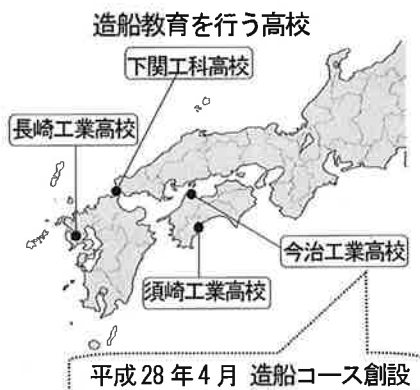 造船教育を行う高校
下関工科高校
長崎工業高校
今治工業高校
須崎工業高校
平成28年4月 造船コース創設